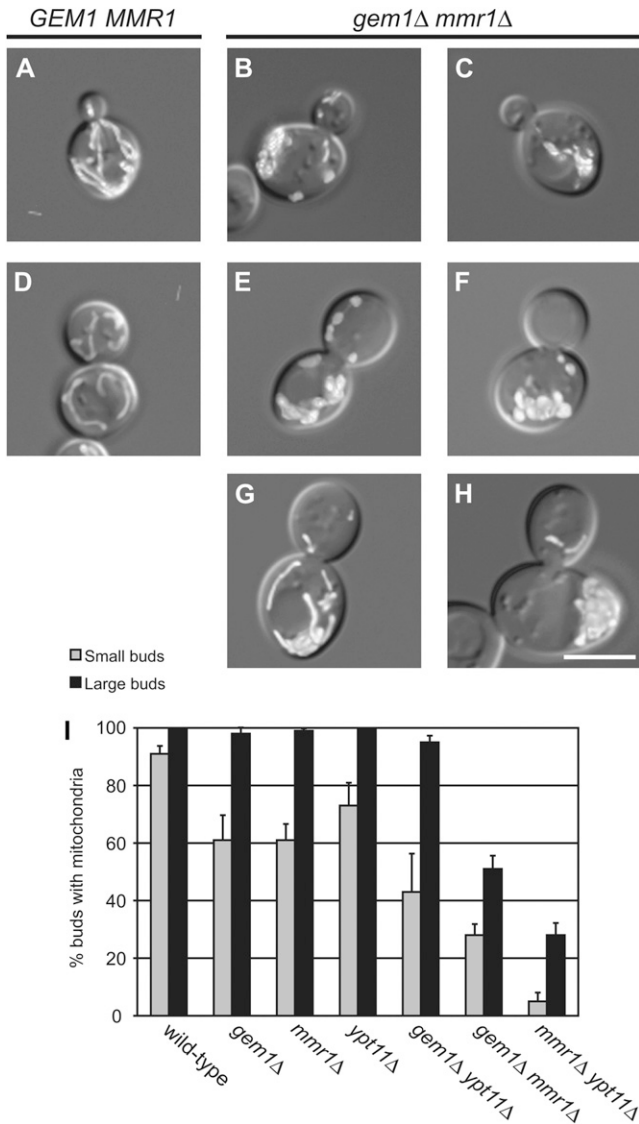 GEM1 MMR1 gem1Δ mmr1Δ
A B C
D E F
G H
Small buds
Large buds
I
% buds with mitochondria
100
80
60
40
20
0
wild-type gem1Δ mmr1Δ ypt11Δ gem1Δ ypt11Δ gem1Δ mmr1Δ mmr1Δ ypt11Δ